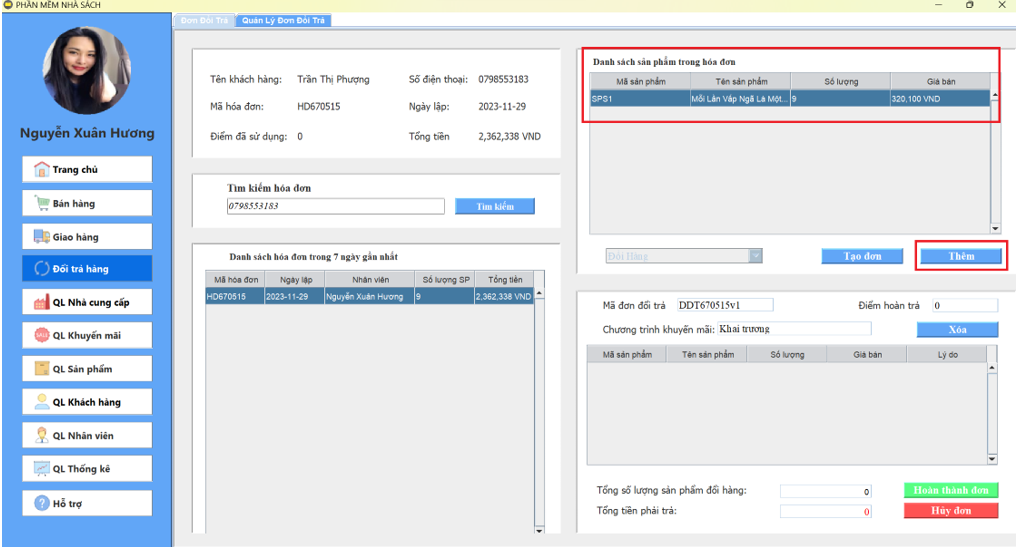 PHẦN MỀM NHÀ SÁCH
Đơn Đổi Trả
Quản Lý Đơn Đổi Trả
Nguyễn Xuân Hương
Trang chủ
Bán hàng
Giao hàng
Đổi trả hàng
QL Nhà cung cấp
QL Khuyến mãi
QL Sản phẩm
QL Khách hàng
QL Nhân viên
QL Thống kê
Hỗ trợ
Tên khách hàng: Trần Thị Phượng Số điện thoại: 0798553183
Mã hóa đơn: HD670515 Ngày lập: 2023-11-29
Điểm đã sử dụng: 0 Tổng tiền 2,362,338 VND
Tìm kiếm hóa đơn
0798553183 Tìm kiếm
Danh sách hóa đơn trong 7 ngày gần nhất
Mã hóa đơn Ngày lập Nhân viên Số lượng SP Tổng tiền
HD670515 2023-11-29 Nguyễn Xuân Hương 9 2,362,338 VND
Danh sách sản phẩm trong hóa đơn
Mã sản phẩm Tên sản phẩm Số lượng Giá bán
SPS1 Mỗi Lần Vấp Ngã Là Một... 9 320,100 VND
Đổi Hàng Tạo đơn Thêm
Mã đơn đổi trả DDT670515v1 Điểm hoàn trả 0
Chương trình khuyến mãi: Khai trương Xóa
Mã sản phẩm Tên sản phẩm Số lượng Giá bán Lý do
Tổng số lượng sản phẩm đổi hàng: 0 Hoàn thành đơn
Tổng tiền phải trả: 0 Hủy đơn